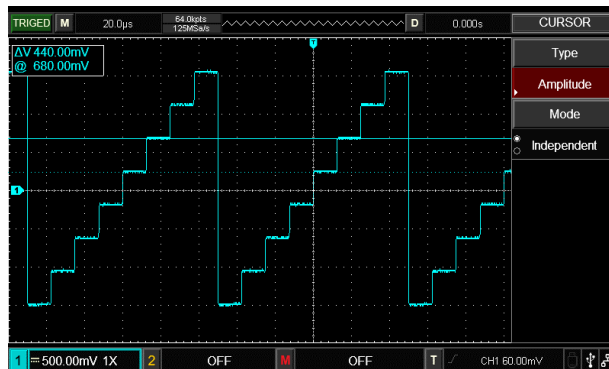 TRIGED M 20.0µs 64.0kpts D 0.000s CURSOR
125MSa/s
T
ΔV 440.00mV
@ 680.00mV
Type
Amplitude
Mode
Independent
1
1 500.00mV 1X 2 OFF M OFF T CH1 60.00mV